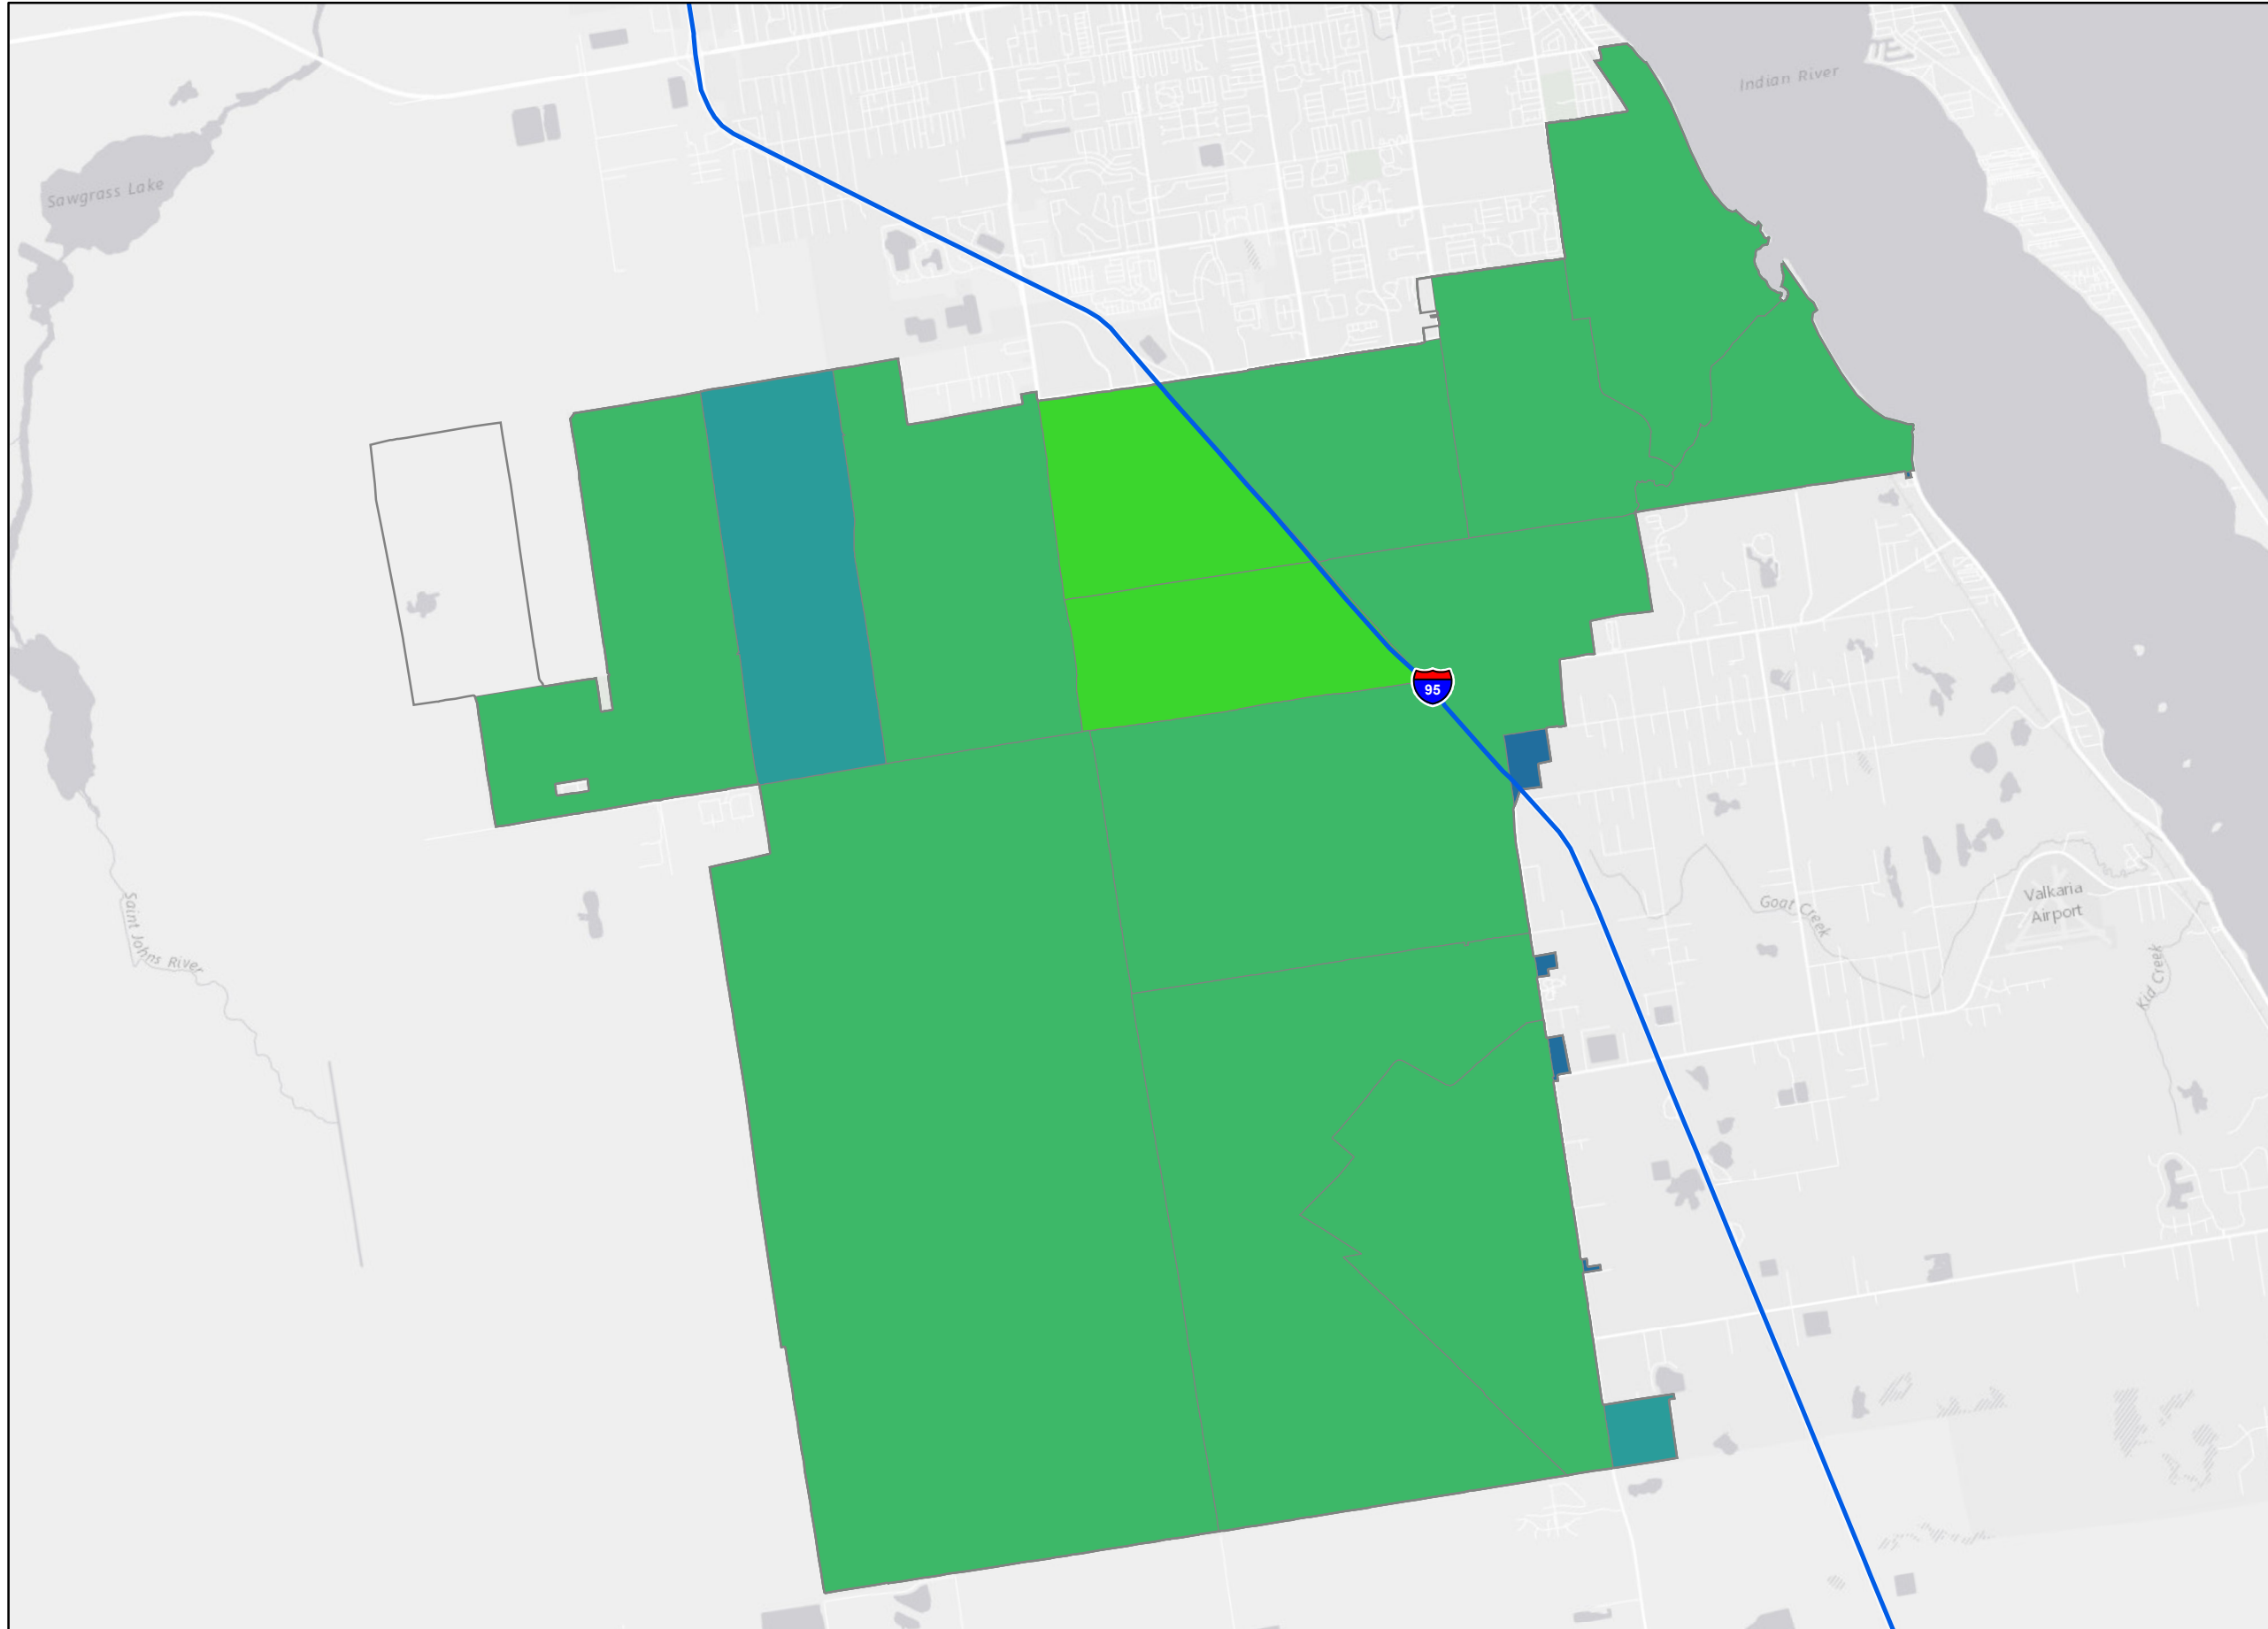 Indian River
Sawgrass Lake
95
Valkaria
Airport
Goat Creek
Kid Creek
Saint Johns River